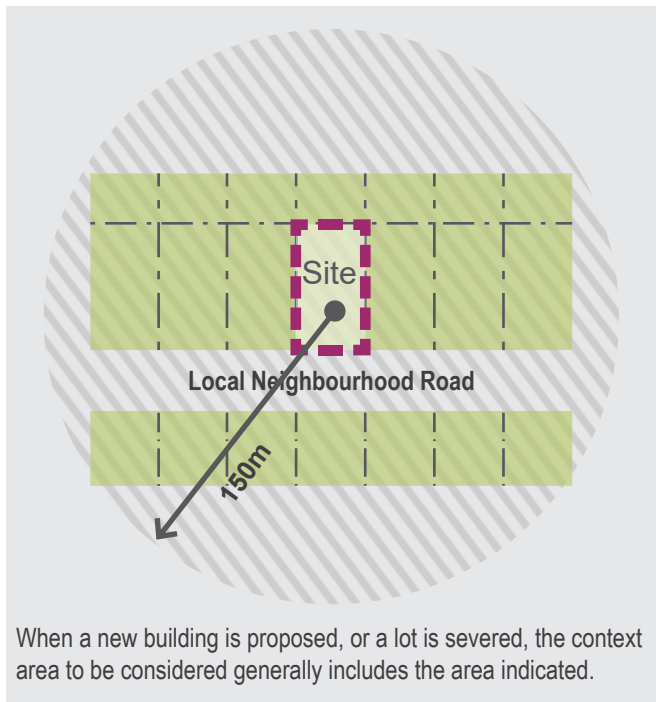 Site
Local Neighbourhood Road
150m
When a new building is proposed, or a lot is severed, the context
area to be considered generally includes the area indicated.